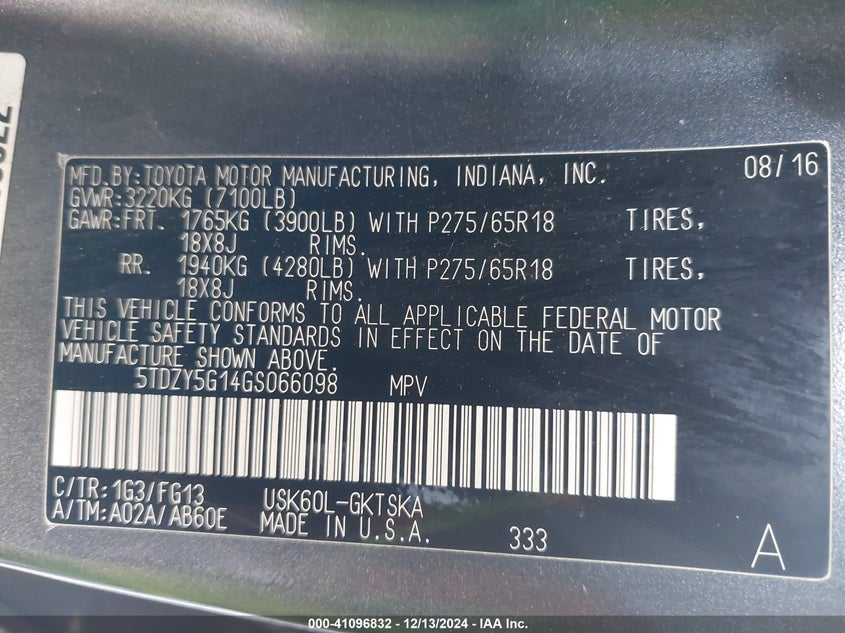 MFD.BY:TOYOTA MOTOR MANUFACTURING, INDIANA, INC. 08/16
GVWR:3220KG (7100LB)
GAWR:FRT. 1765KG (3900LB) WITH P275/65R18 TIRES,
18X8J RIMS.
RR. 1940KG (4280LB) WITH P275/65R18 TIRES,
18X8J RIMS.
THIS VEHICLE CONFORMS TO ALL APPLICABLE FEDERAL MOTOR
VEHICLE SAFETY STANDARDS IN EFFECT ON THE DATE OF
MANUFACTURE SHOWN ABOVE.
5TDZY5G14GS066098 MPV
C/TR:1G3/FG13 USK60L-GKTSKA
A/TM:A02A/AB60E MADE IN U.S.A. 333 A
000-41096832 - 12/13/2024 - IAA Inc.